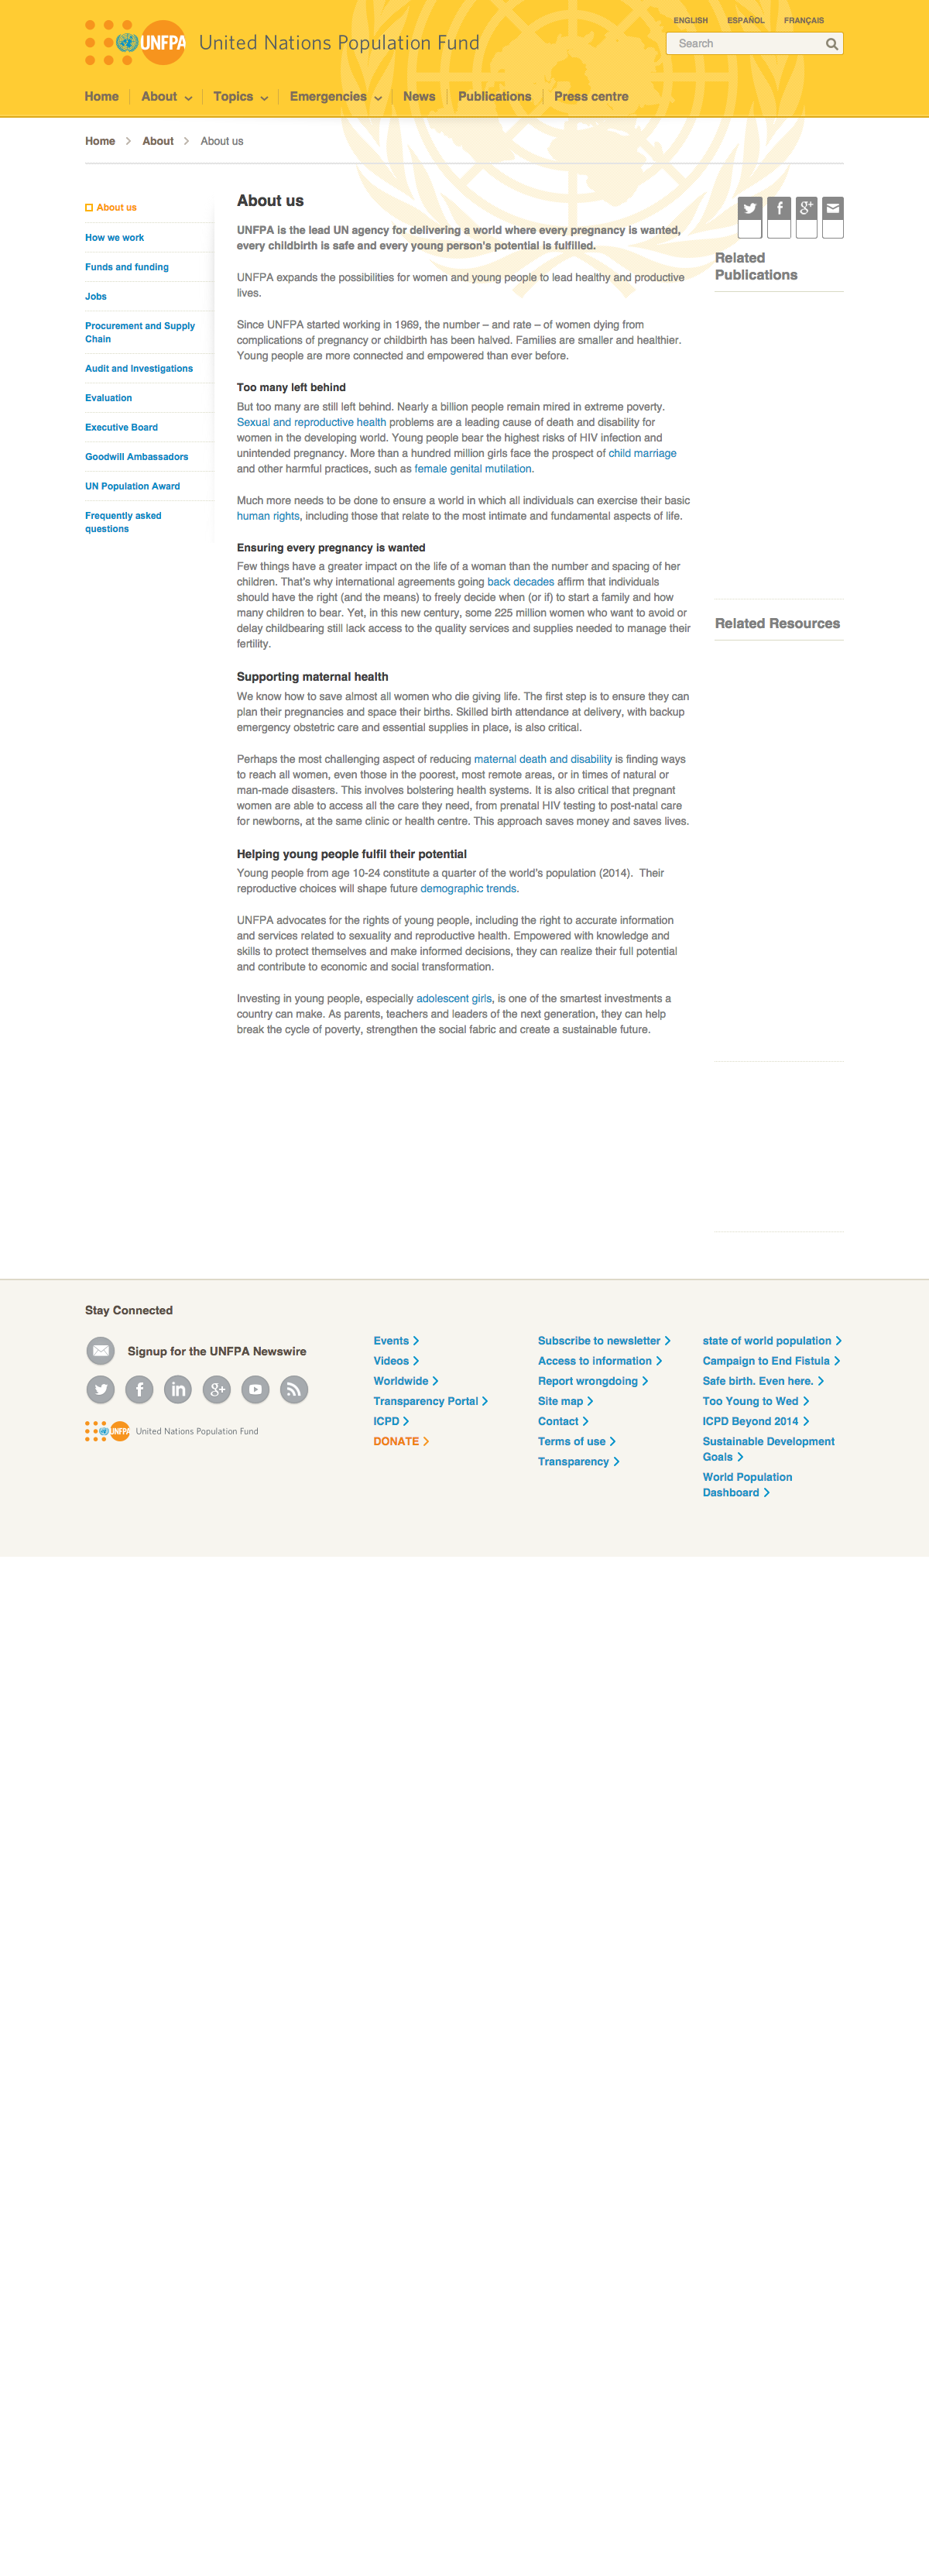 ENGLISH ESPAÑOL FRANÇAIS
UNFPA United Nations Population Fund
Search
Home About Topics Emergencies News Publications Press centre
Home About About us
About us
How we work
Funds and funding
Jobs
Procurement and Supply
Chain
Audit and Investigations
Evaluation
Executive Board
Goodwill Ambassadors
UN Population Award
Frequently asked
questions
About us
UNFPA is the lead UN agency for delivering a world where every pregnancy is wanted,
every childbirth is safe and every young person's potential is fulfilled.
UNFPA expands the possibilities for women and young people to lead healthy and productive
lives.
Since UNFPA started working in 1969, the number – and rate – of women dying from
complications of pregnancy or childbirth has been halved. Families are smaller and healthier.
Young people are more connected and empowered than ever before.
Too many left behind
But too many are still left behind. Nearly a billion people remain mired in extreme poverty.
Sexual and reproductive health problems are a leading cause of death and disability for
women in the developing world. Young people bear the highest risks of HIV infection and
unintended pregnancy. More than a hundred million girls face the prospect of child marriage
and other harmful practices, such as female genital mutilation.
Much more needs to be done to ensure a world in which all individuals can exercise their basic
human rights, including those that relate to the most intimate and fundamental aspects of life.
Ensuring every pregnancy is wanted
Few things have a greater impact on the life of a woman than the number and spacing of her
children. That's why international agreements going back decades affirm that individuals
should have the right (and the means) to freely decide when (or if) to start a family and how
many children to bear. Yet, in this new century, some 225 million women who want to avoid or
delay childbearing still lack access to the quality services and supplies needed to manage their
fertility.
Supporting maternal health
We know how to save almost all women who die giving life. The first step is to ensure they can
plan their pregnancies and space their births. Skilled birth attendance at delivery, with backup
emergency obstetric care and essential supplies in place, is also critical.
Perhaps the most challenging aspect of reducing maternal death and disability is finding ways
to reach all women, even those in the poorest, most remote areas, or in times of natural or
man-made disasters. This involves bolstering health systems. It is also critical that pregnant
women are able to access all the care they need, from prenatal HIV testing to post-natal care
for newborns, at the same clinic or health centre. This approach saves money and saves lives.
Helping young people fulfil their potential
Young people from age 10-24 constitute a quarter of the world's population (2014).  Their
reproductive choices will shape future demographic trends.
UNFPA advocates for the rights of young people, including the right to accurate information
and services related to sexuality and reproductive health. Empowered with knowledge and
skills to protect themselves and make informed decisions, they can realize their full potential
and contribute to economic and social transformation.
Investing in young people, especially adolescent girls, is one of the smartest investments a
country can make. As parents, teachers and leaders of the next generation, they can help
break the cycle of poverty, strengthen the social fabric and create a sustainable future.
Related
Publications
Related Resources
Stay Connected
Signup for the UNFPA Newswire
UNFPA United Nations Population Fund
Events
Videos
Worldwide
Transparency Portal
ICPD
DONATE
Subscribe to newsletter
Access to information
Report wrongdoing
Site map
Contact
Terms of use
Transparency
state of world population
Campaign to End Fistula
Safe birth. Even here.
Too Young to Wed
ICPD Beyond 2014
Sustainable Development
Goals
World Population
Dashboard